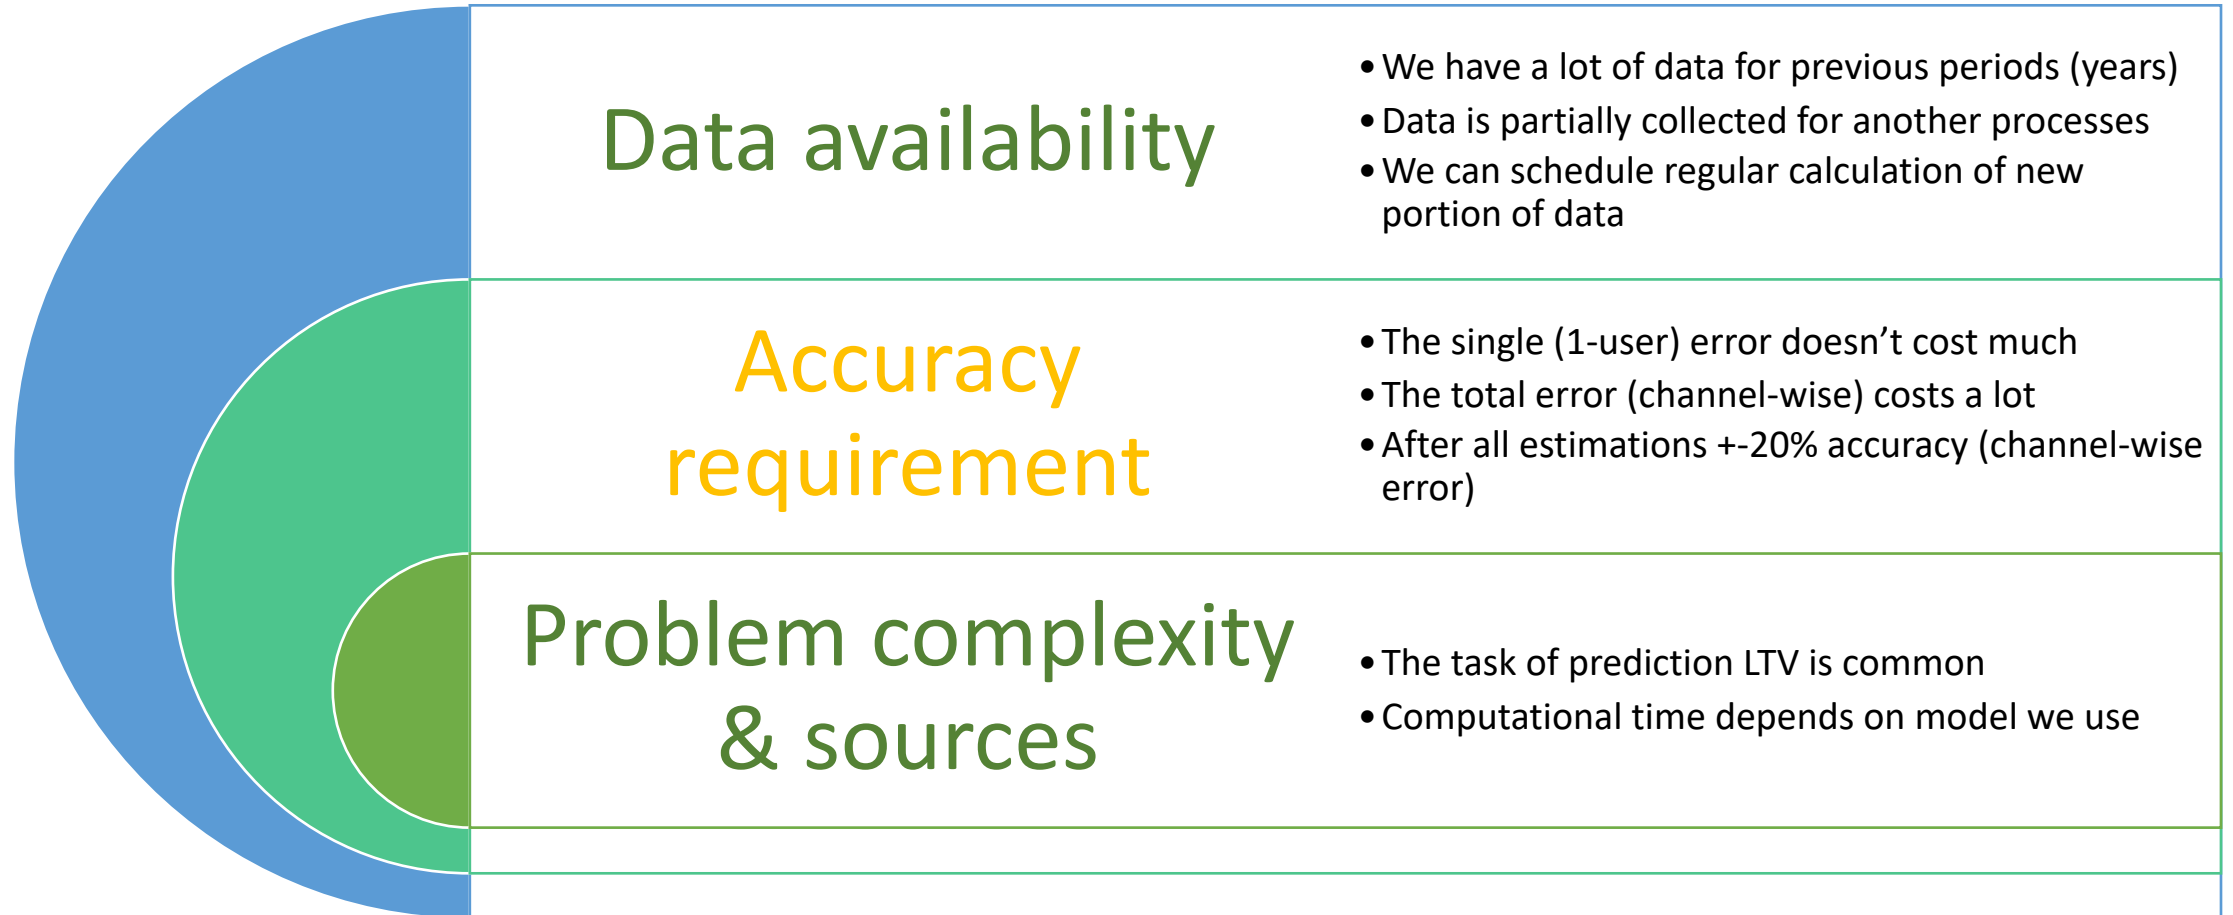 Data availability
• We have a lot of data for previous periods (years)
• Data is partially collected for another processes
• We can schedule regular calculation of new
portion of data
Accuracy
requirement
• The single (1-user) error doesn’t cost much
• The total error (channel-wise) costs a lot
• After all estimations +-20% accuracy (channel-wise
error)
Problem complexity
& sources
• The task of prediction LTV is common
• Computational time depends on model we use